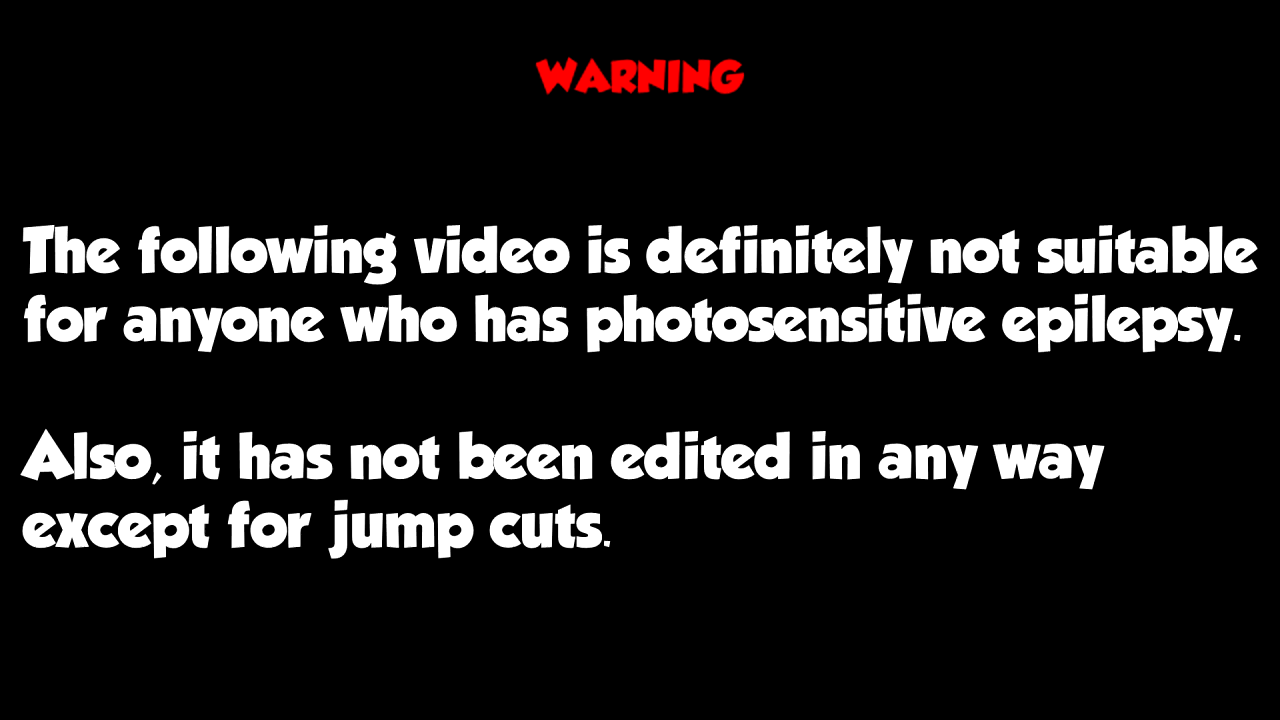 WARNING
The following video is definitely not suitable
for anyone who has photosensitive epilepsy.
Also, it has not been edited in any way
except for jump cuts.